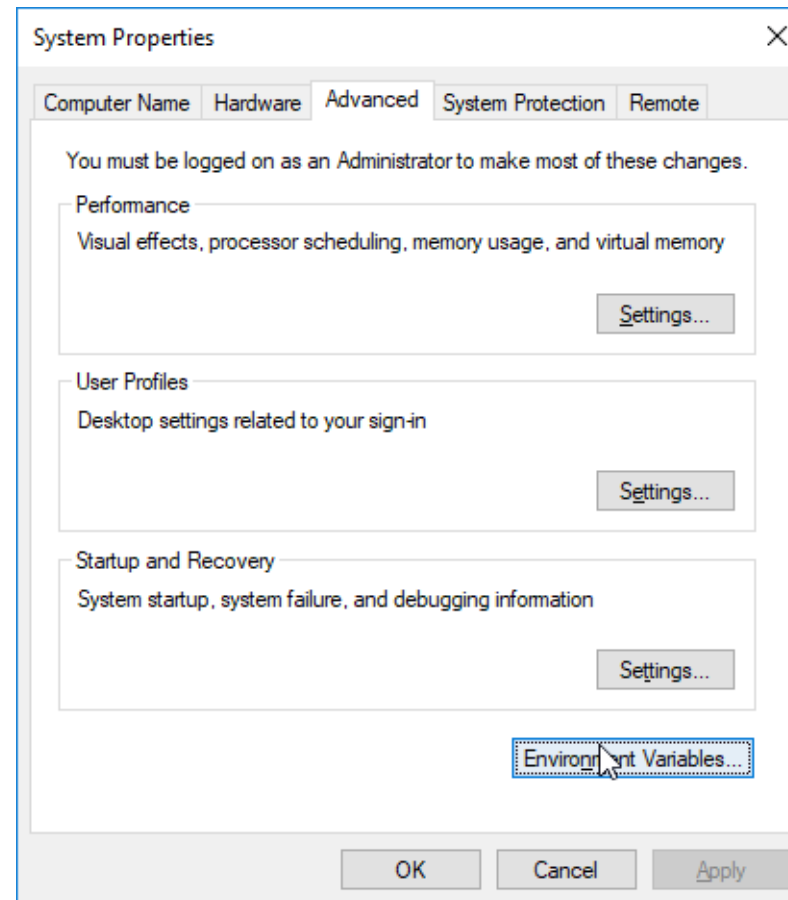 System Properties
Computer Name Hardware Advanced System Protection Remote
You must be logged on as an Administrator to make most of these changes.
Performance
Visual effects, processor scheduling, memory usage, and virtual memory
Settings...
User Profiles
Desktop settings related to your sign-in
Settings...
Startup and Recovery
System startup, system failure, and debugging information
Settings...
Environment Variables...
OK Cancel Apply